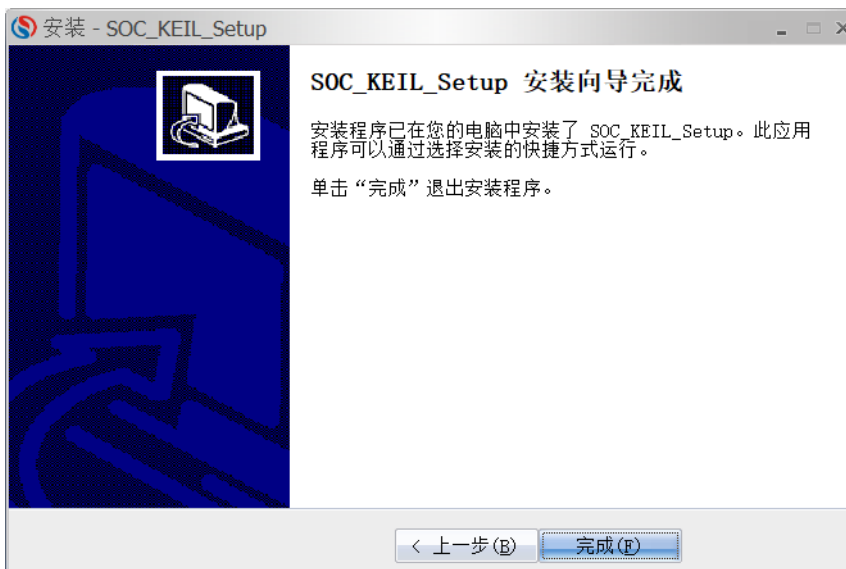 安装 - SOC_KEIL_Setup
SOC_KEIL_Setup 安装向导完成
安装程序已在您的电脑中安装了 SOC_KEIL_Setup。此应用
程序可以通过选择安装的快捷方式运行。
单击“完成”退出安装程序。
< 上一步(B)
完成(F)